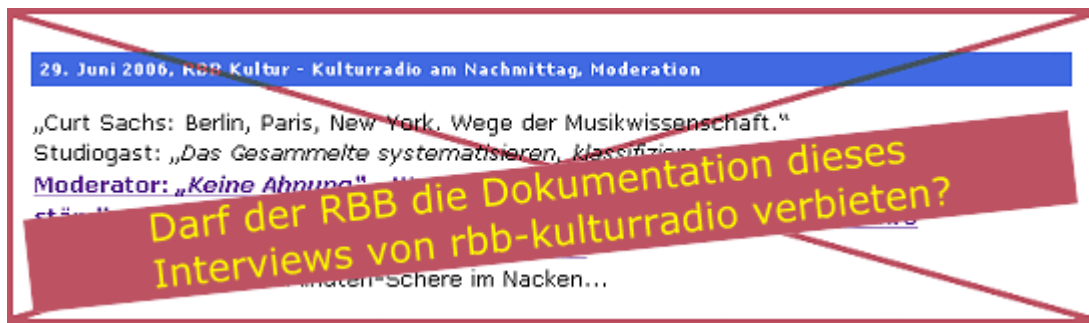 29. Juni 2006, RBB Kultur - Kulturradio am Nachmittag, Moderation
„Curt Sachs: Berlin, Paris, New York. Wege der Musikwissenschaft.“
Studiogast: „Das Gesammelte systematisieren, klassifizieren
Moderator: „Keine Ahnung“
Darf der RBB die Dokumentation dieses
Interviews von rbb-kulturradio verbieten?
Minuten-Schere im Nacken...